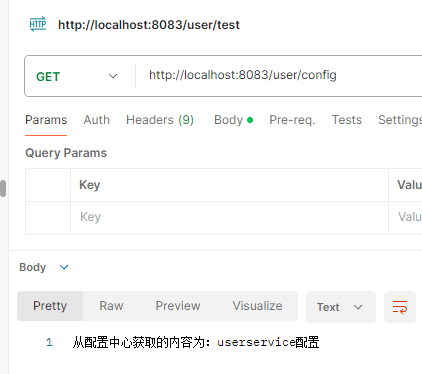 HTTP http://localhost:8083/user/test
GET http://localhost:8083/user/config
Params Auth Headers (9) Body Pre-req. Tests Settings
Query Params
Key Valu
Key Valu
Body
Pretty Raw Preview Visualize Text
1 从配置中心获取的内容为：userservice配置